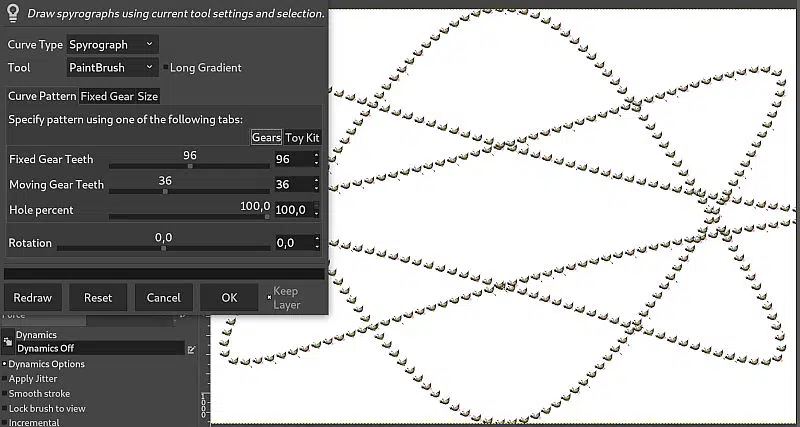 Draw spyrographs using current tool settings and selection.
Curve Type Spyrograph
Tool PaintBrush Long Gradient
Curve Pattern Fixed Gear Size
Specify pattern using one of the following tabs:
Gears Toy Kit
Fixed Gear Teeth 96 96
Moving Gear Teeth 36 36
Hole percent 100,0 100,0
Rotation 0,0 0,0
Redraw Reset Cancel OK Keep
Layer
Force
Dynamics
Dynamics Off
Dynamics Options
Apply Jitter
Smooth stroke
Lock brush to view
Incremental